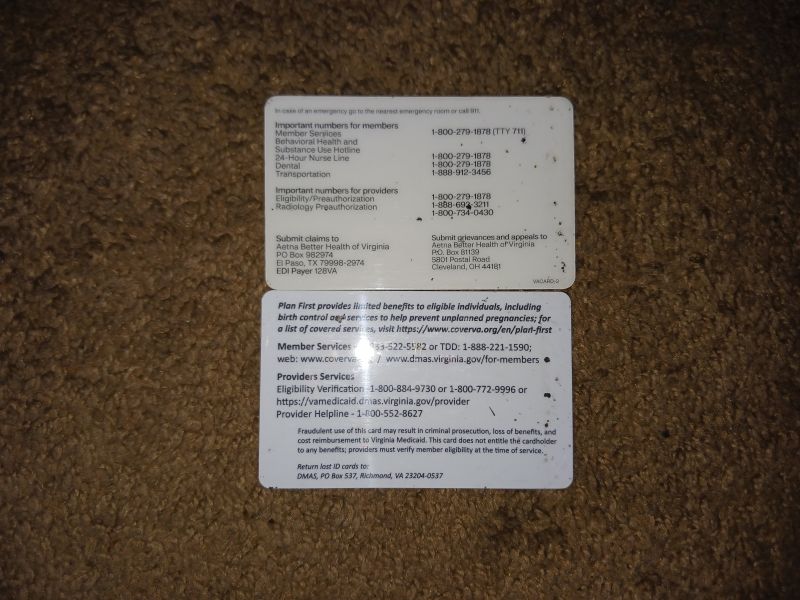 In case of an emergency go to the nearest emergency room or call 911.
Important numbers for members
Member Services 1-800-279-1878 (TTY 711)
Behavioral Health and
Substance Use Hotline 1-800-279-1878
24-Hour Nurse Line 1-800-279-1878
Dental 1-888-912-3456
Transportation
Important numbers for providers
Eligibility/Preauthorization 1-800-279-1878
Radiology Preauthorization 1-888-693-3211
1-800-734-0430
Submit claims to
Aetna Better Health of Virginia
PO Box 982974
El Paso, TX 79998-2974
EDI Payer 128VA
Submit grievances and appeals to
Aetna Better Health of Virginia
P.O. Box 81139
5801 Postal Road
Cleveland, OH 44181
VACARD-2
Plan First provides limited benefits to eligible individuals, including
birth control and services to help prevent unplanned pregnancies; for
a list of covered services, visit https://www.coverva.org/en/plan-first
Member Services - or TDD: 1-888-221-1590;
web: / www.dmas.virginia.gov/for-members
Providers Services
Eligibility Verification 1-800-884-9730 or 1-800-772-9996 or
https://vamedicaid.dmas.virginia.gov/provider
Provider Helpline - 1-800-552-8627
Fraudulent use of this card may result in criminal prosecution, loss of benefits, and
cost reimbursement to Virginia Medicaid. This card does not entitle the cardholder
to any benefits; providers must verify member eligibility at the time of service.
Return lost ID cards to:
DMAS, PO Box 537, Richmond, VA 23204-0537